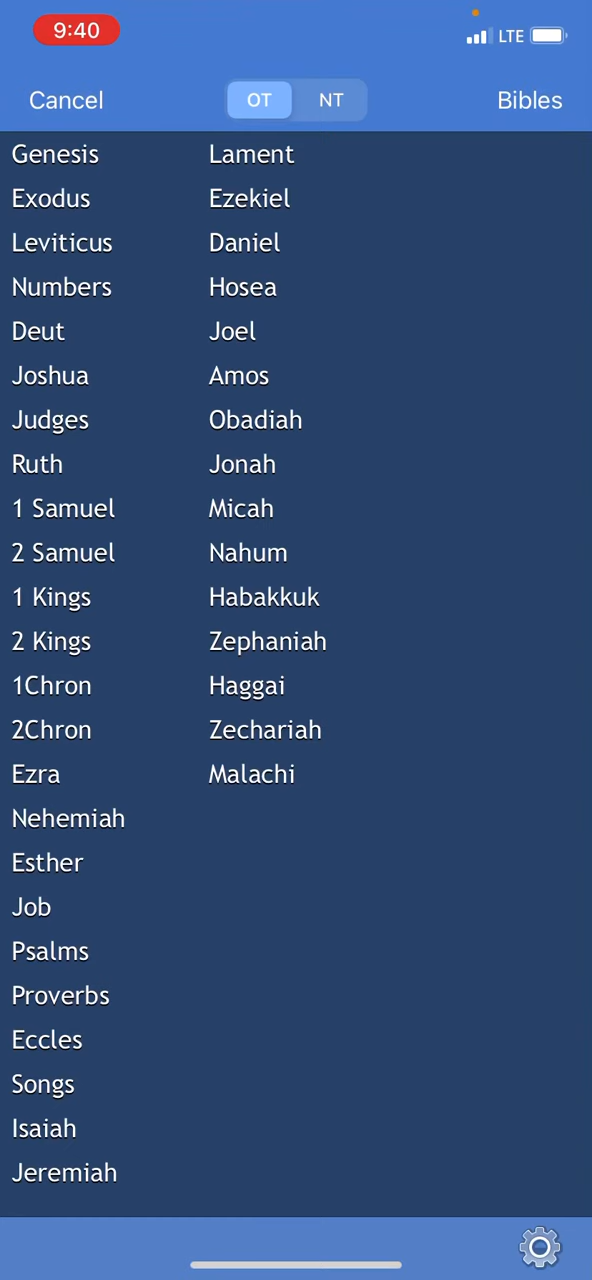 9:40
LTE
Cancel
OT
NT
Bibles
Genesis
Exodus
Leviticus
Numbers
Deut
Joshua
Judges
Ruth
1 Samuel
2 Samuel
1 Kings
2 Kings
1Chron
2Chron
Ezra
Nehemiah
Esther
Job
Psalms
Proverbs
Eccles
Songs
Isaiah
Jeremiah
Lament
Ezekiel
Daniel
Hosea
Joel
Amos
Obadiah
Jonah
Micah
Nahum
Habakkuk
Zephaniah
Haggai
Zechariah
Malachi